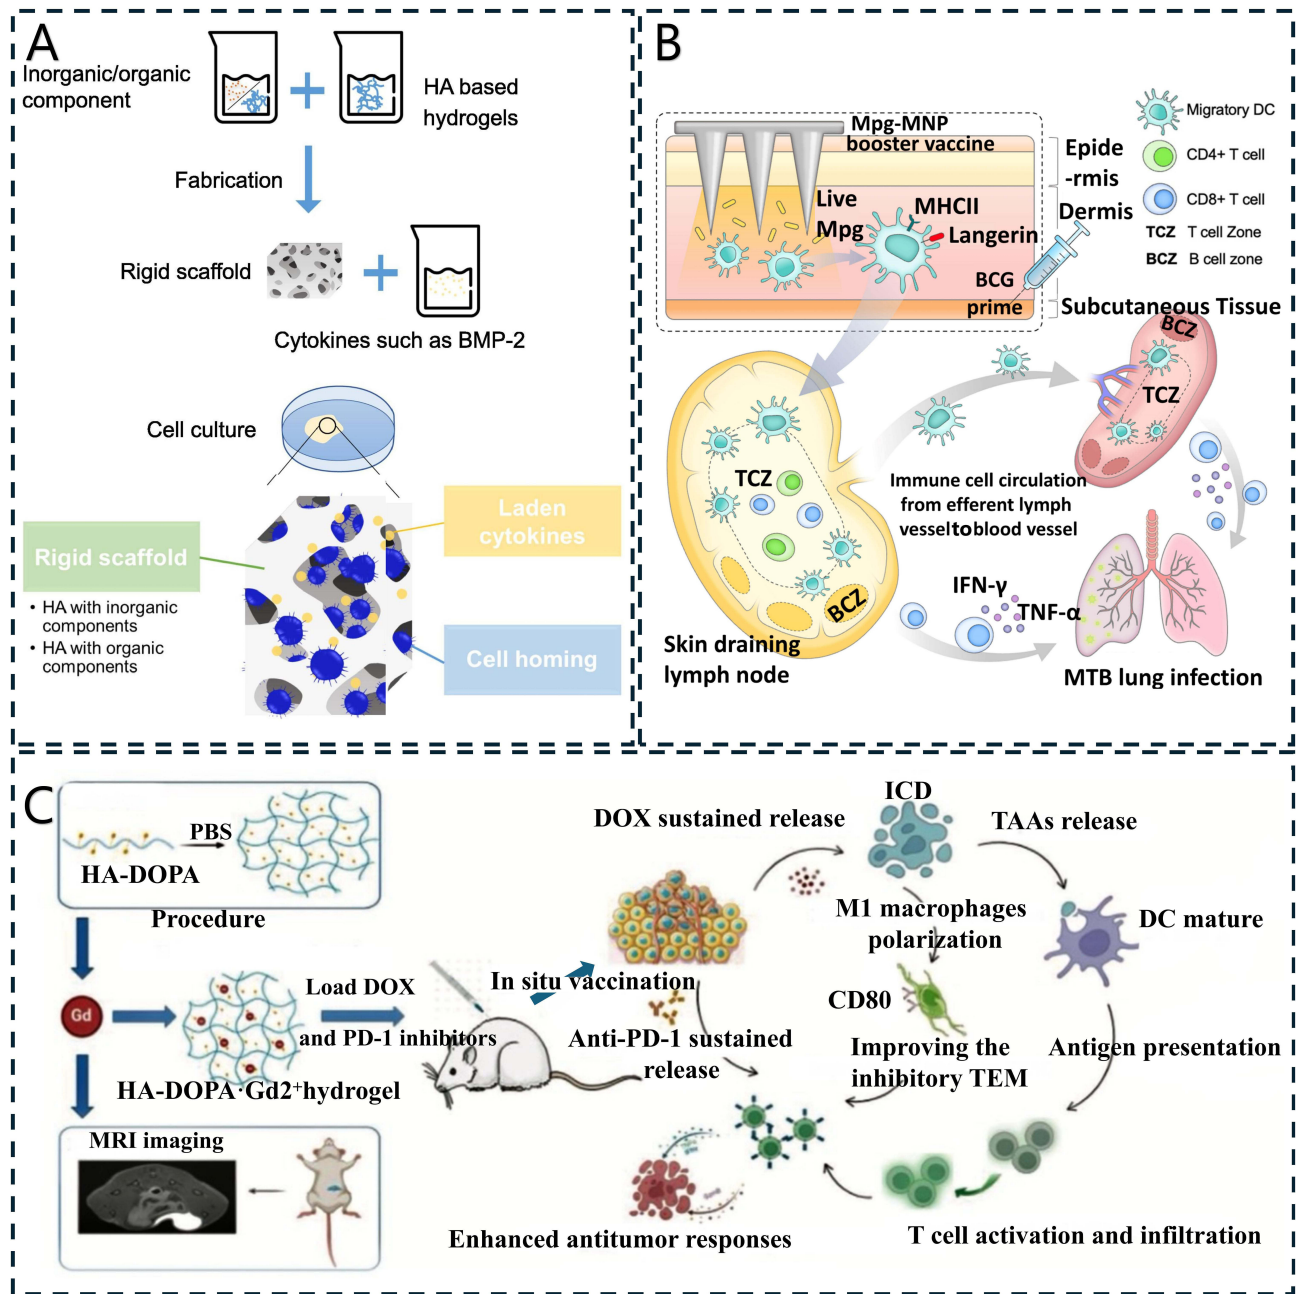 A
Inorganic/organic
component
HA based
hydrogels
Fabrication
Rigid scaffold
Cytokines such as BMP-2
Cell culture
Laden
cytokines
Rigid scaffold
• HA with inorganic
components
• HA with organic
components
Cell homing
B
Mpg-MNP
booster vaccine
Live
Mpg
MHCII
Langerin
BCG
prime
Epide
-rmis
Dermis
Subcutaneous Tissue
Migratory DC
CD4+ T cell
CD8+ T cell
TCZ T cell Zone
BCZ B cell zone
BCZ
TCZ
TCZ
BCZ
Immune cell circulation
from efferent lymph
vesseltoblood vessel
IFN-γ
TNF-α
Skin draining
lymph node
MTB lung infection
C
PBS
HA-DOPA
Procedure
Gd
Load DOX
and PD-1 inhibitors
HA-DOPA·Gd2⁺hydrogel
MRI imaging
In situ vaccination
DOX sustained release
ICD
TAAs release
M1 macrophages
polarization
DC mature
CD80
Anti-PD-1 sustained
release
Improving the
inhibitory TEM
Antigen presentation
Enhanced antitumor responses
T cell activation and infiltration